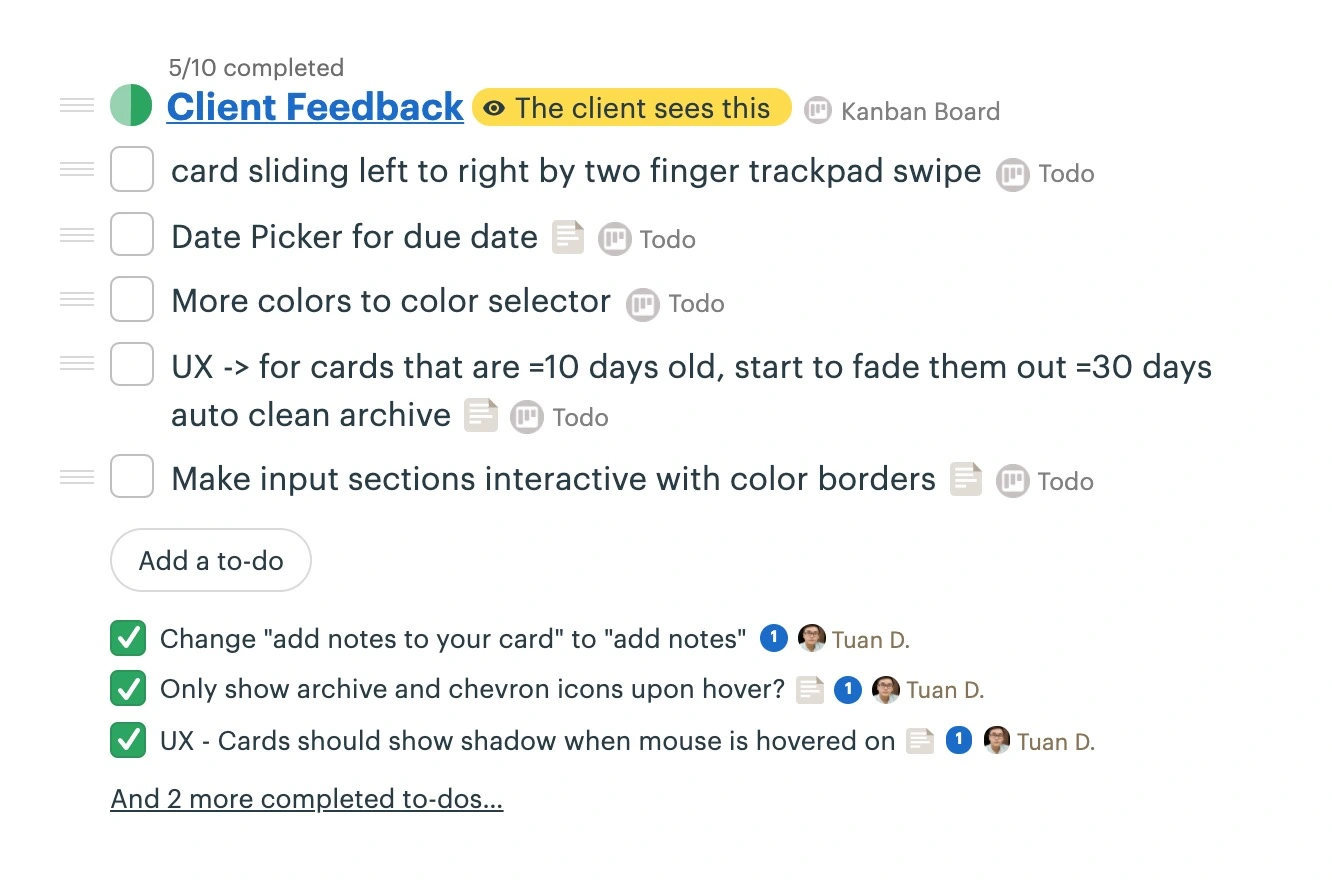 5/10 completed
Client Feedback The client sees this Kanban Board
card sliding left to right by two finger trackpad swipe Todo
Date Picker for due date Todo
More colors to color selector Todo
UX -> for cards that are =10 days old, start to fade them out =30 days
auto clean archive Todo
Make input sections interactive with color borders Todo
Add a to-do
Change "add notes to your card" to "add notes" 1 Tuan D.
Only show archive and chevron icons upon hover? 1 Tuan D.
UX - Cards should show shadow when mouse is hovered on 1 Tuan D.
And 2 more completed to-dos...